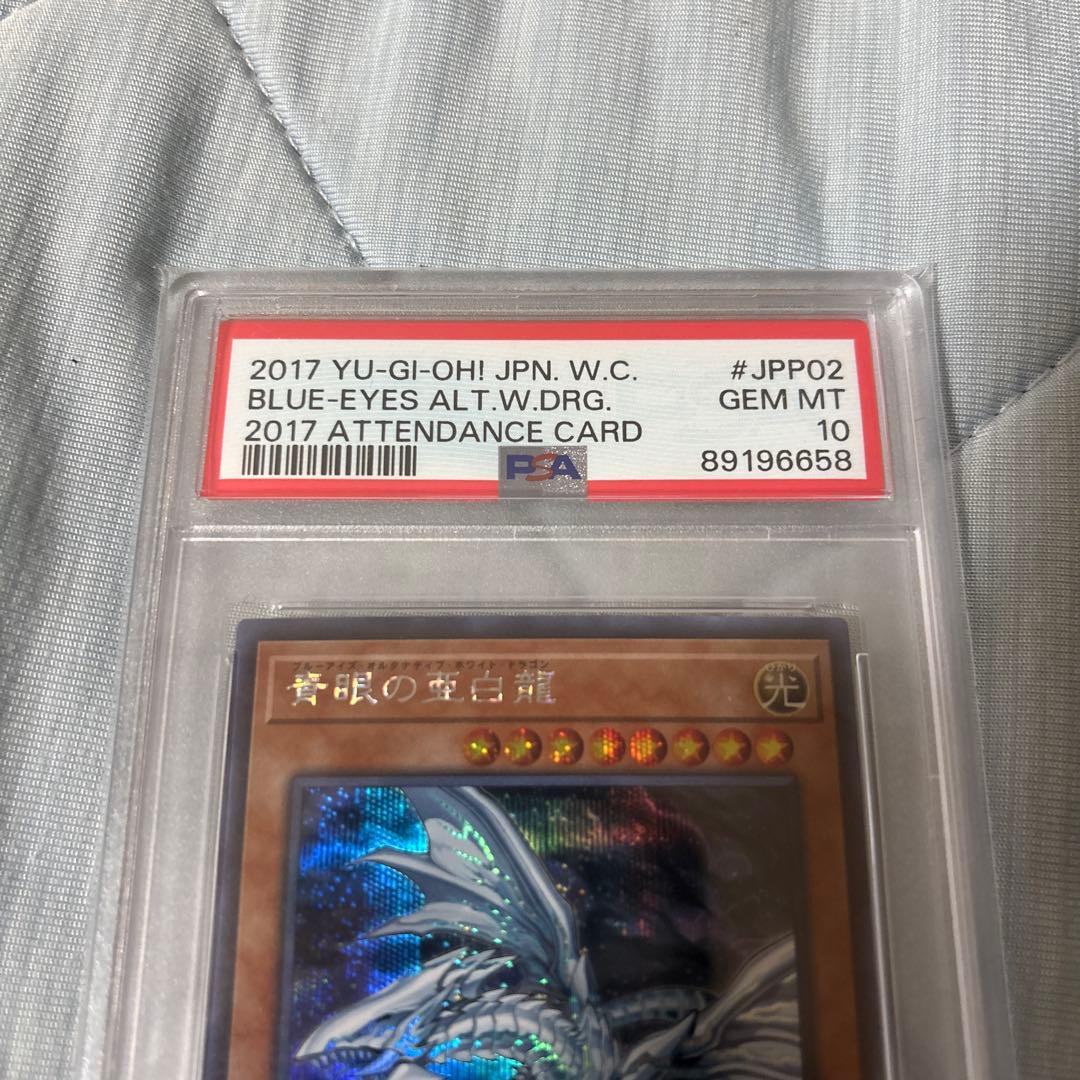 2017 YU-GI-OH! JPN. W.C. #JPP02
BLUE-EYES ALT.W.DRG. GEM MT
2017 ATTENDANCE CARD 10
PSA 89196658
ブルーアイズ・オルタナティブ・ホワイト・ドラゴン
青眼の亜白龍
ひかり
光